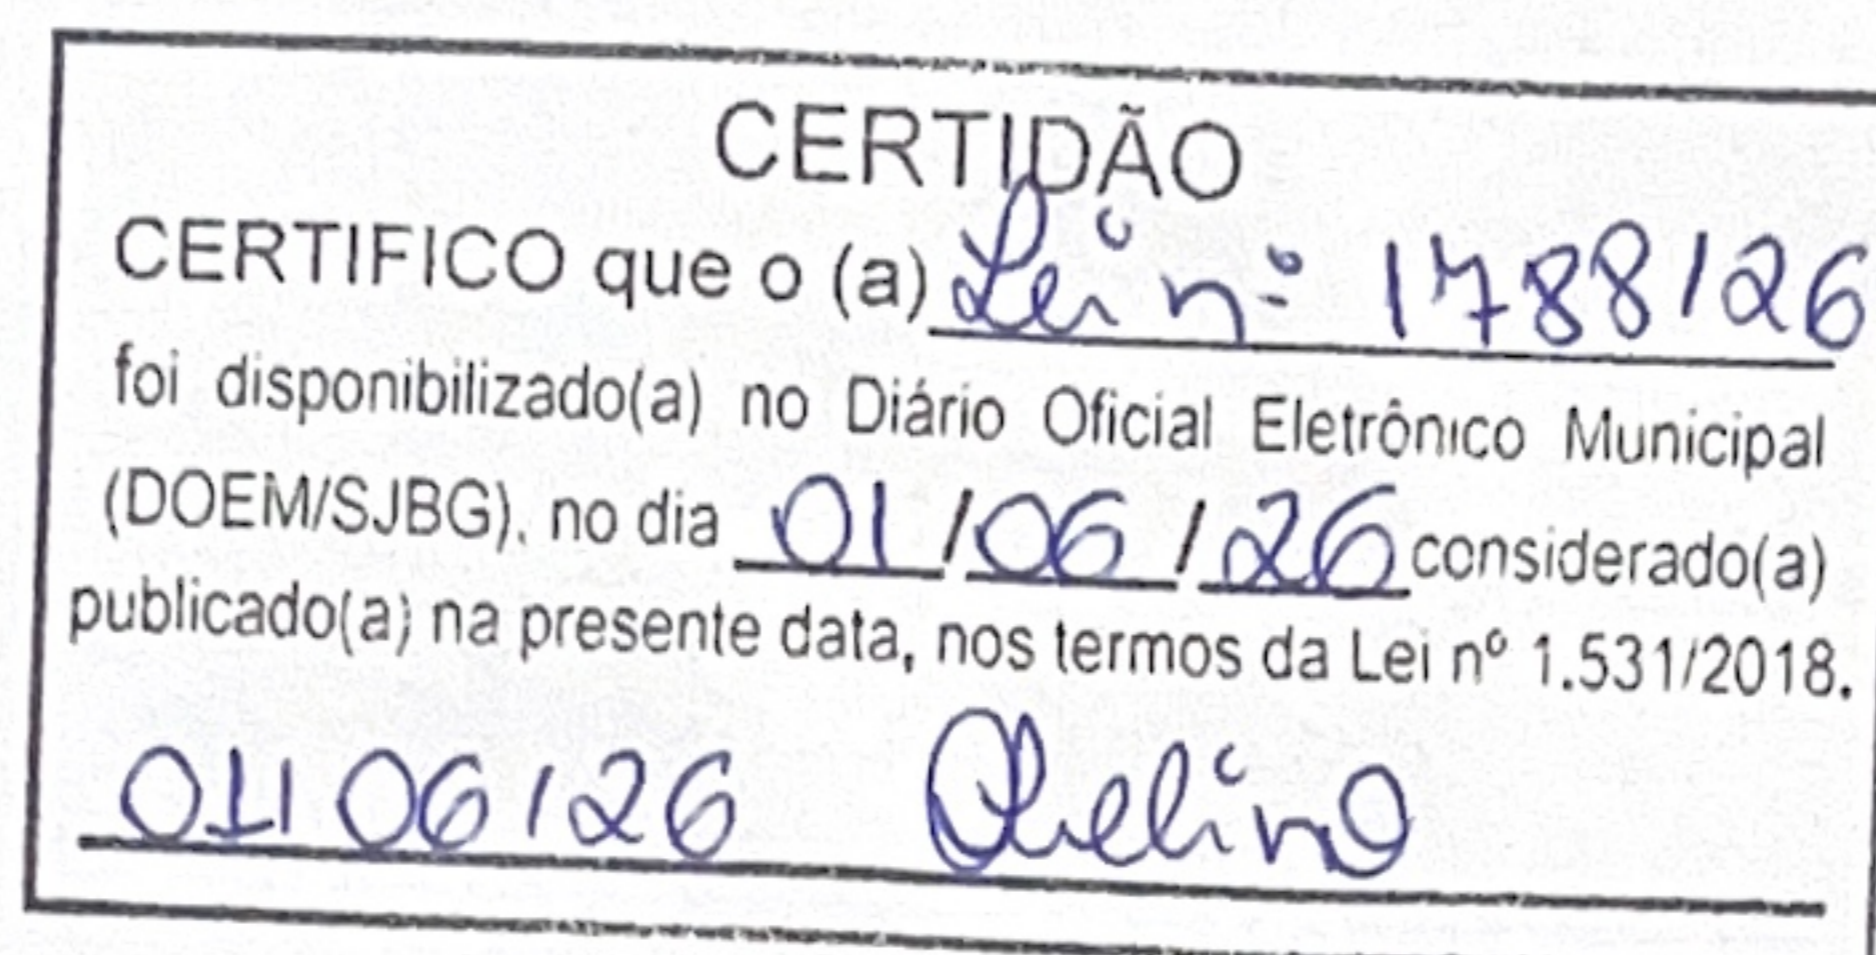 CERTIDÃO
CERTIFICO que o (a) Lei nº 1788/26
foi disponibilizado(a) no Diário Oficial Eletrônico Municipal
(DOEM/SJBG), no dia 01/06/26 considerado(a)
publicado(a) na presente data, nos termos da Lei nº 1.531/2018.
01/06/26